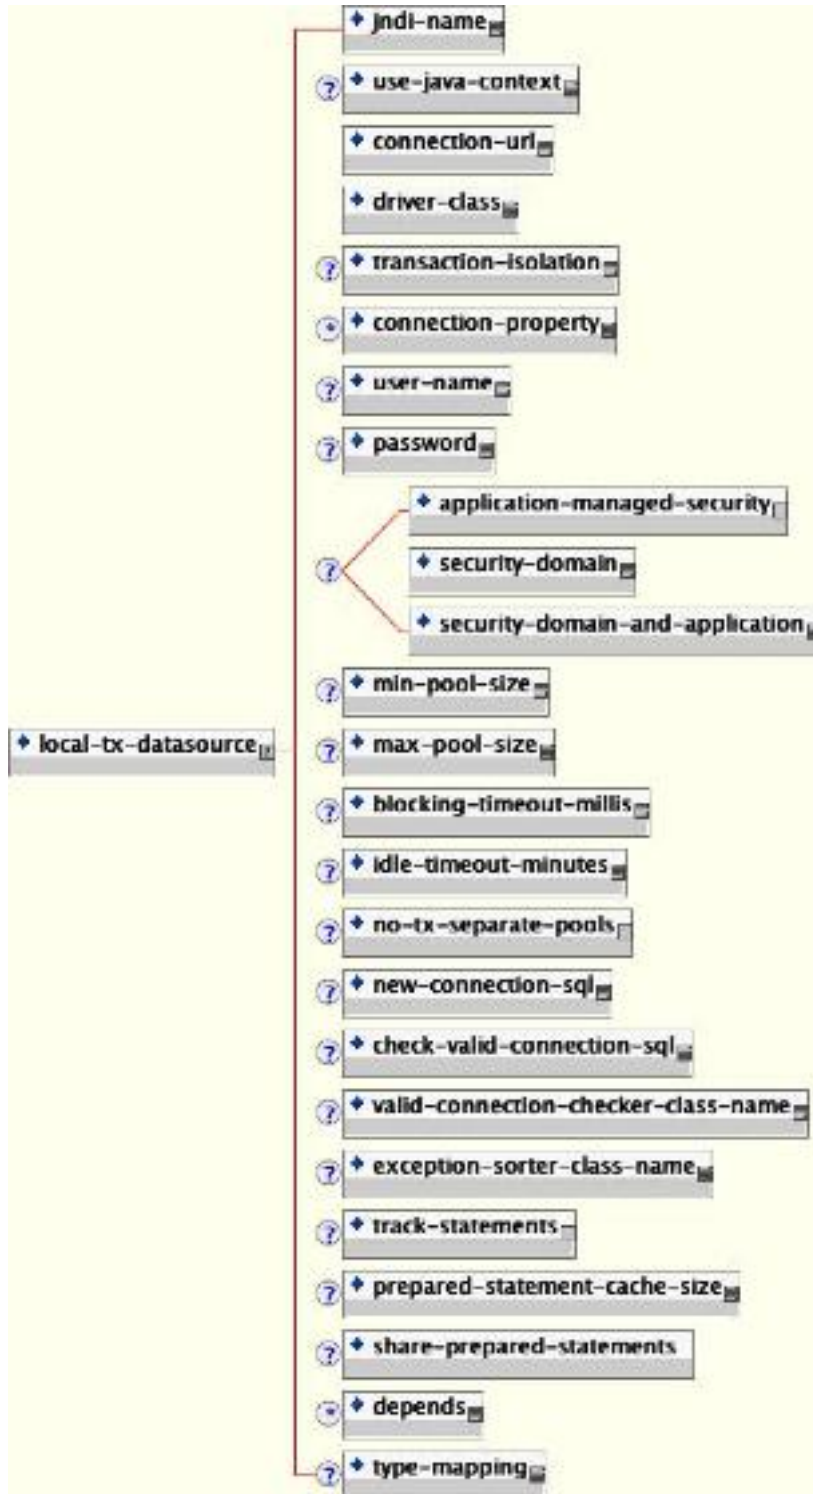 jndi-name
use-java-context
connection-url
driver-class
transaction-isolation
connection-property
user-name
password
application-managed-security
security-domain
security-domain-and-application
min-pool-size
local-tx-datasource
max-pool-size
blocking-timeout-millis
idle-timeout-minutes
no-tx-separate-pools
new-connection-sql
check-valid-connection-sql
valid-connection-checker-class-name
exception-sorter-class-name
track-statements
prepared-statement-cache-size
share-prepared-statements
depends
type-mapping